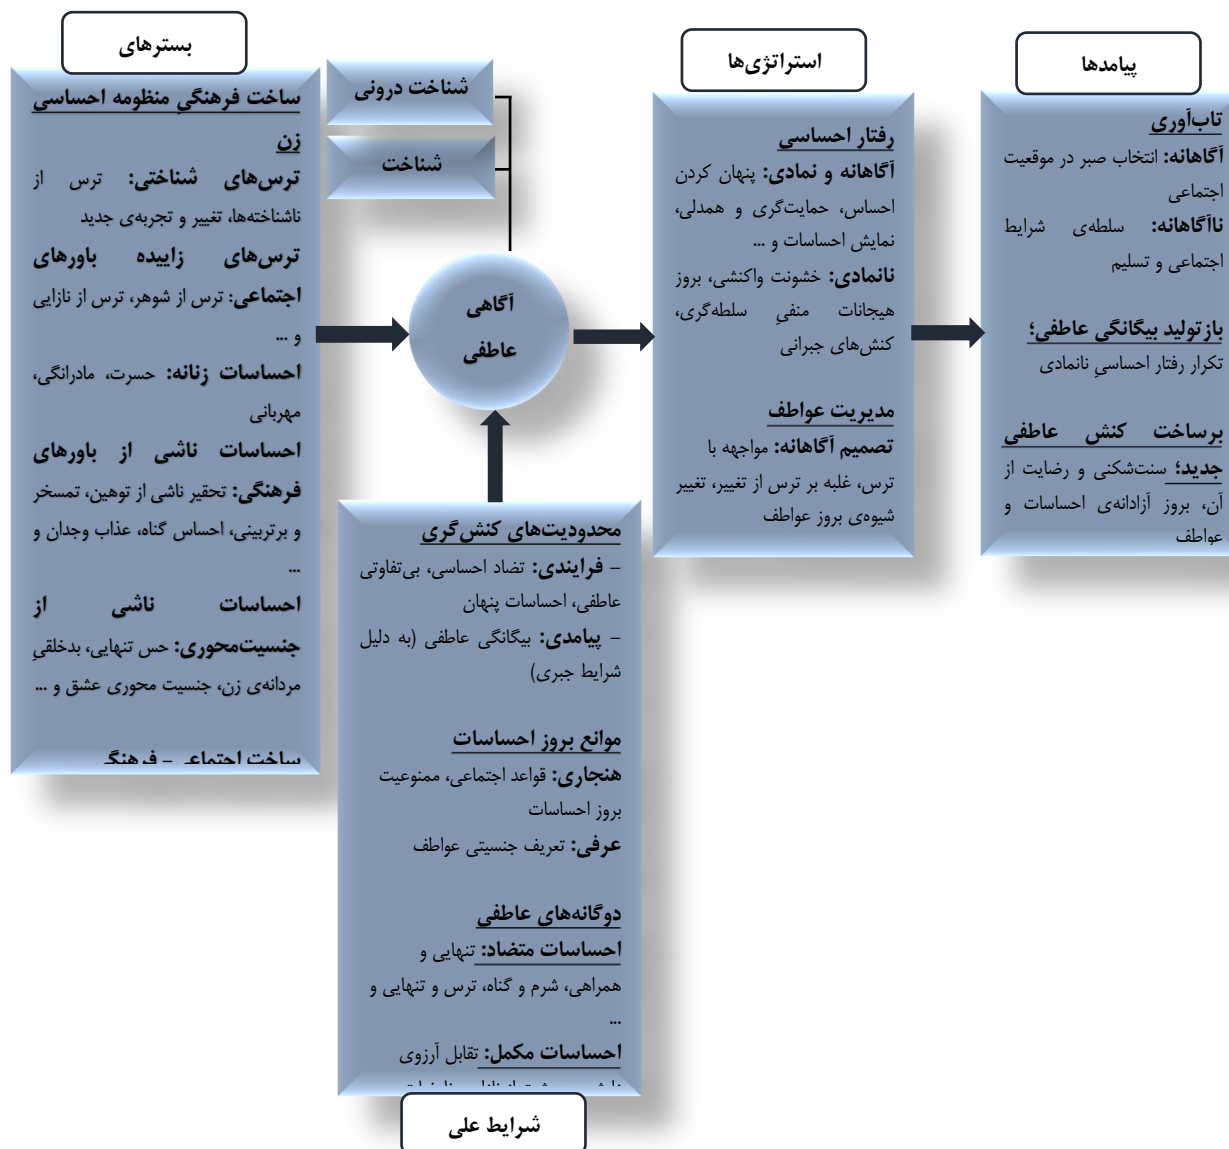 بسترهای
ساخت فرهنگیِ منظومه احساسی
زن
ترس‌های شناختی: ترس از
ناشناخته‌ها، تغییر و تجربه‌ی جدید
ترس‌های زاییده باورهای
اجتماعی: ترس از شوهر، ترس از نازایی
و ...
احساسات زنانه: حسرت، مادرانگی،
مهربانی
احساسات ناشی از باورهای
فرهنگی: تحقیر ناشی از توهین، تمسخر
و برتربینی، احساس گناه، عذاب وجدان و
...
احساسات ناشی از
جنسیت‌محوری: حس تنهایی، بدخلقیِ
مردانه‌ی زن، جنسیت محوری عشق و ...
ساخت اجتماعی – فرهنگی
شناخت درونی
شناخت
آگاهی
عاطفی
محدودیت‌های کنش‌گری
– فرایندی: تضاد احساسی، بی‌تفاوتی
عاطفی، احساسات پنهان
– پیامدی: بیگانگی عاطفی (به دلیل
شرایط جبری)
موانع بروز احساسات
هنجاری: قواعد اجتماعی، ممنوعیت
بروز احساسات
عرفی: تعریف جنسیتی عواطف
دوگانه‌های عاطفی
احساسات متضاد: تنهایی و
همراهی، شرم و گناه، ترس و تنهایی و
...
احساسات مکمل: تقابل آرزوی
شرایط علی
استراتژی‌ها
رفتار احساسی
آگاهانه و نمادی: پنهان کردن
احساس، حمایت‌گری و همدلی،
نمایش احساسات و ...
نانمادی: خشونت واکنشی، بروز
هیجانات منفیِ سلطه‌گری،
کنش‌های جبرانی
مدیریت عواطف
تصمیم آگاهانه: مواجهه با
ترس، غلبه بر ترس از تغییر، تغییر
شیوه‌ی بروز عواطف
پیامدها
تاب‌آوری
آگاهانه: انتخاب صبر در موقعیت
اجتماعی
ناآگاهانه: سلطه‌ی شرایط
اجتماعی و تسلیم
بازتولید بیگانگی عاطفی؛
تکرار رفتار احساسیِ نانمادی
برساخت کنش عاطفی
جدید؛ سنت‌شکنی و رضایت از
آن، بروز آزادانه‌ی احساسات و
عواطف